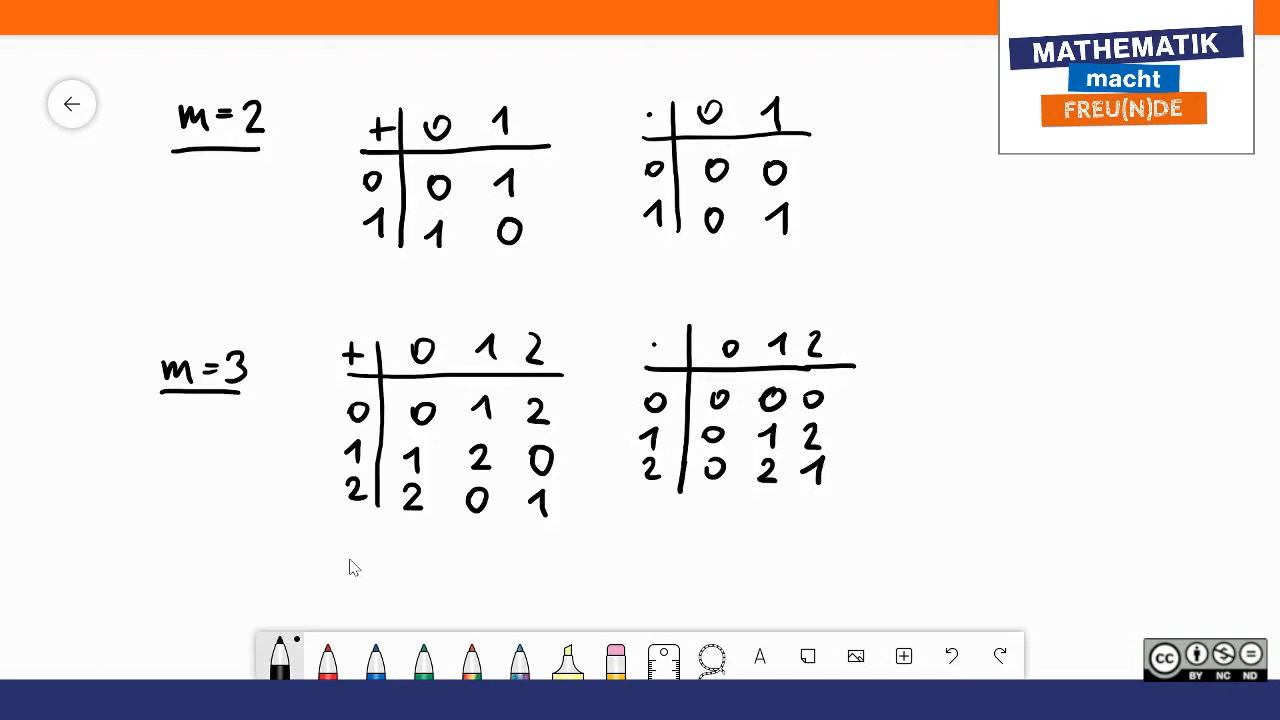 MATHEMATIK
macht
FREU(N)DE
m=2
+ 0 1
0 0 1
1 1 0
· 0 1
0 0 0
1 0 1
m=3
+ 0 1 2
0 0 1 2
1 1 2 0
2 2 0 1
· 0 1 2
0 0 0 0
1 0 1 2
2 0 2 1
A
cc
BY NC ND